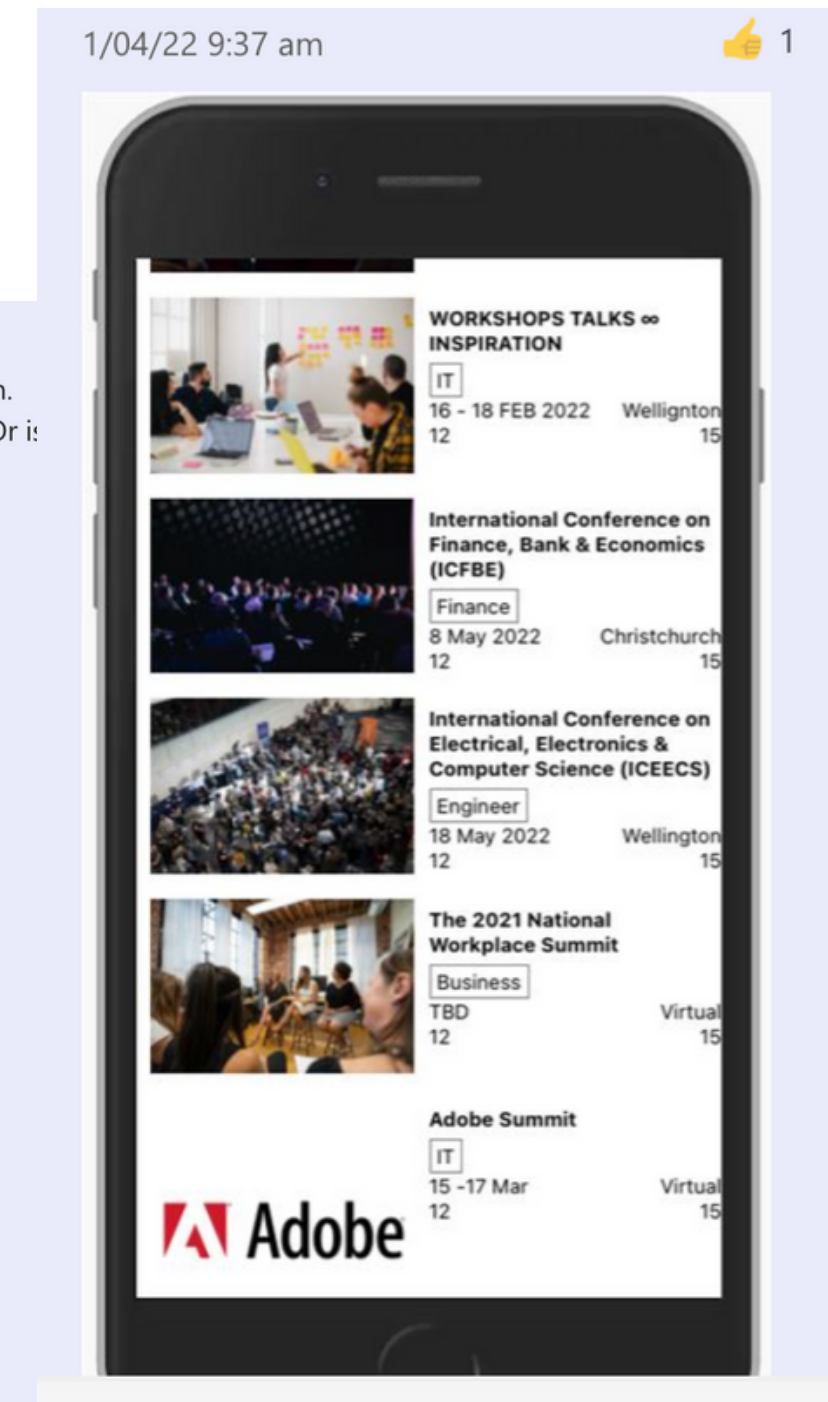 1/04/22 9:37 am
👍 1
n.
Or is
WORKSHOPS TALKS ∞
INSPIRATION
IT
16 - 18 FEB 2022 Wellignton
12 15
International Conference on
Finance, Bank & Economics
(ICFBE)
Finance
8 May 2022 Christchurch
12 15
International Conference on
Electrical, Electronics &
Computer Science (ICEECS)
Engineer
18 May 2022 Wellington
12 15
The 2021 National
Workplace Summit
Business
TBD Virtual
12 15
Adobe Summit
IT
15 -17 Mar Virtual
12 15
Adobe